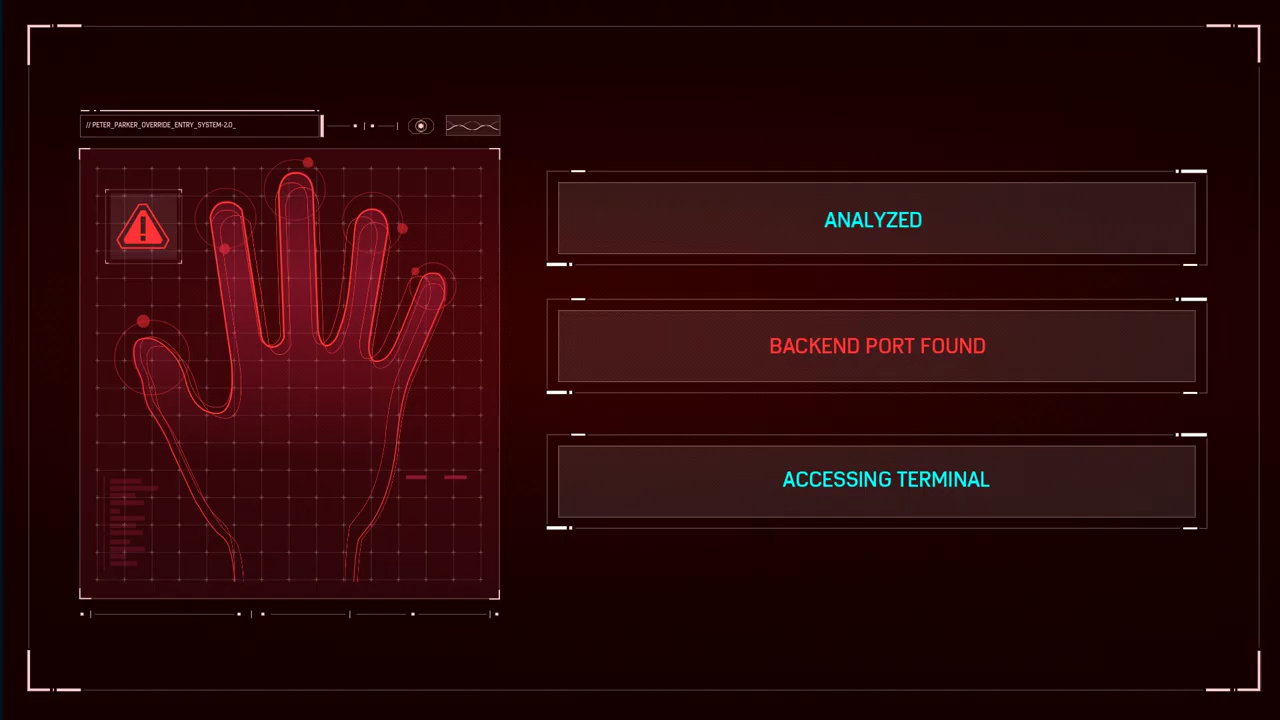 // PETER_PARKER_OVERRIDE_ENTRY_SYSTEM-2.0_
ANALYZED
BACKEND PORT FOUND
ACCESSING TERMINAL